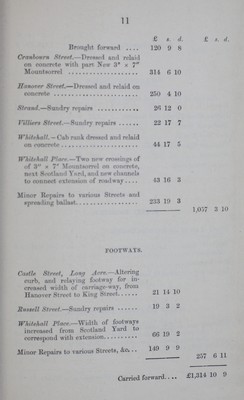 11
£ s. d. £ s. d.
Brought forward .... 120 9 8
Cranbourn Street.—Dressed and relaid
on concrete with part New 3" x 7"
Mountsorrel .................. 314 6 10
Hanover Street.—Dressed and relaid on
concrete ...................... 250 4 10
Strand.—Sundry repairs ............ 26 12 0
Villiers Street.—Sundry repairs ...... 22 17 7
Whitehall.—Cab rank dressed and relaid
on concrete .................... 44 17 5
Whitehall Place.—Two new crossings of
of 3" x 7" Mountsorrel on concrete,
next Scotland Yard, and new channels
to connect extension of roadway .... 43 16 3
Minor Repairs to various Streets and
spreading ballast .................. 233 19 3
1,057 3 10
FOOTWAYS.
Castle Street, Long Acre.—Altering
curb, and relaying footway for in-
creased width of carriage-way, from
Hanover Street to King Street ...... 21 14 10
Russell Street.—Sundry repairs ....... 19 3 2
Whitehall Place.—Width of footways
increased from Scotland Yard to
correspond with extension .......... 66 19 2
Minor Repairs to various Streets, &c. .. 149 9 9
257 6 11
Carried forward .... £1,314 10 9